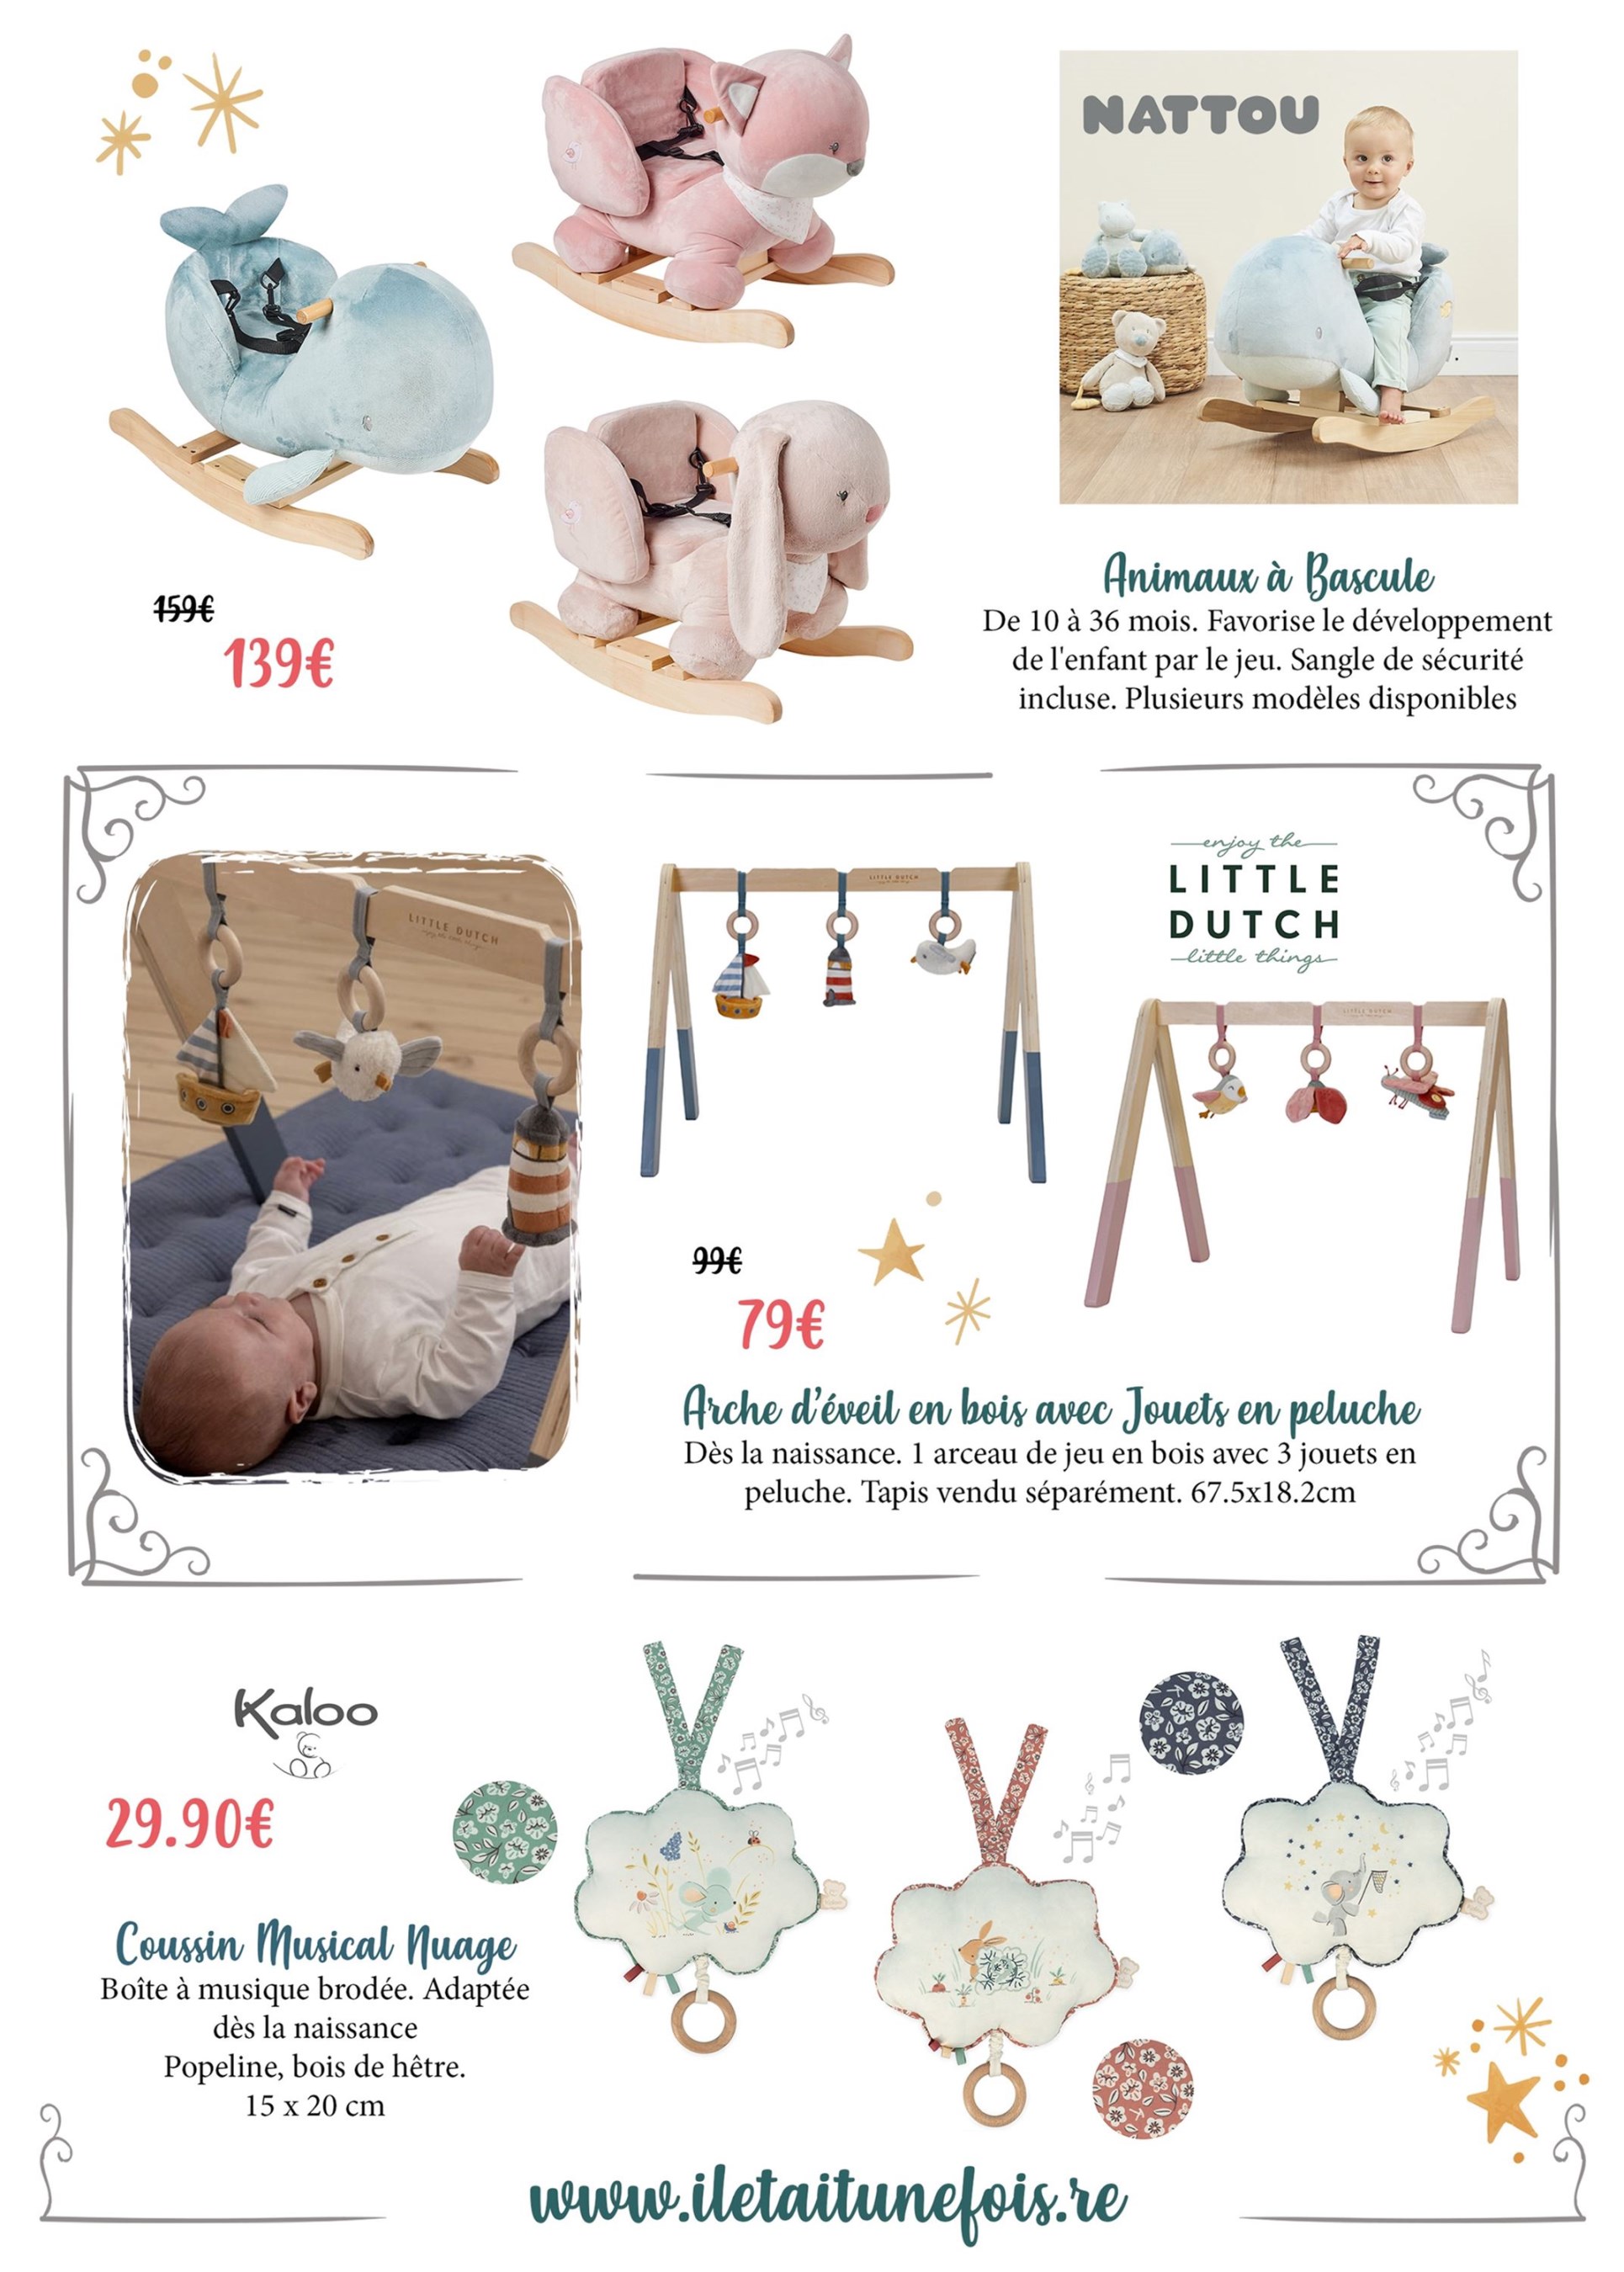 NATTOU
159€
139€
Animaux à Bascule
De 10 à 36 mois. Favorise le développement
de l'enfant par le jeu. Sangle de sécurité
incluse. Plusieurs modèles disponibles
enjoy the
LITTLE
DUTCH
little things
LITTLE DUTCH
LITTLE DUTCH
LITTLE DUTCH
99€
79€
Arche d'éveil en bois avec Jouets en peluche
Dès la naissance. 1 arceau de jeu en bois avec 3 jouets en
peluche. Tapis vendu séparément. 67.5x18.2cm
Kaloo
29.90€
Coussin Musical Nuage
Boîte à musique brodée. Adaptée
dès la naissance
Popeline, bois de hêtre.
15 x 20 cm
www.iletaitunefois.re